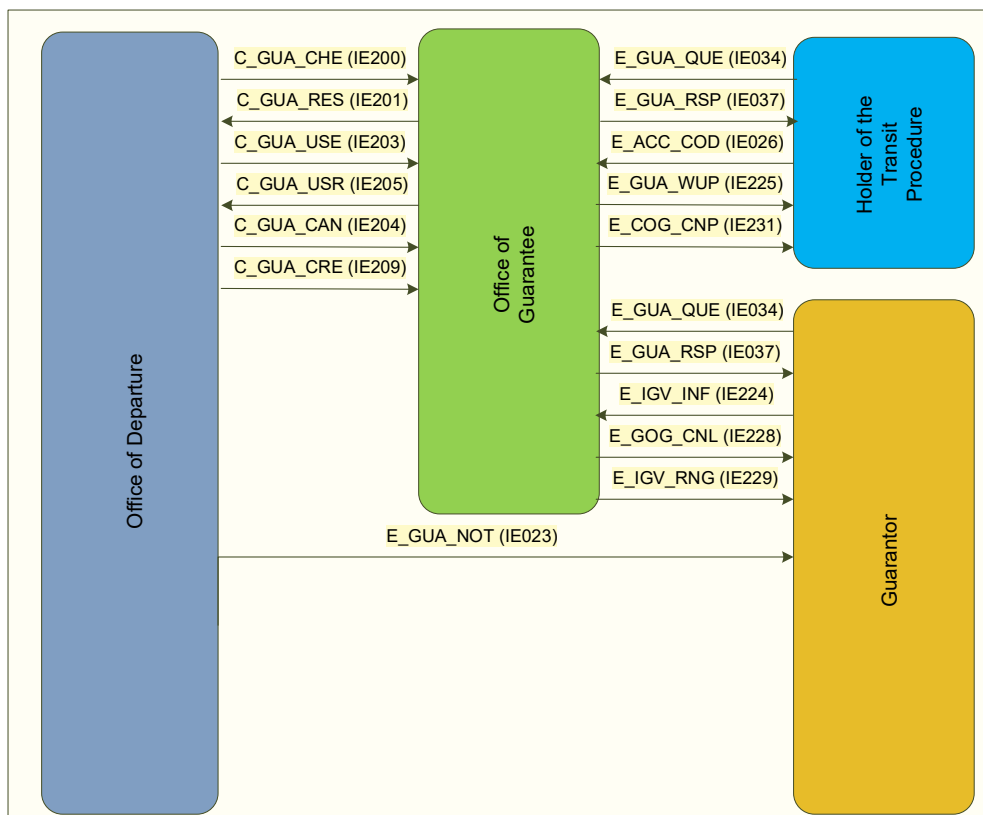 Office of Departure
C_GUA_CHE (IE200)
C_GUA_RES (IE201)
C_GUA_USE (IE203)
C_GUA_USR (IE205)
C_GUA_CAN (IE204)
C_GUA_CRE (IE209)
Office of
Guarantee
E_GUA_QUE (IE034)
E_GUA_RSP (IE037)
E_ACC_COD (IE026)
E_GUA_WUP (IE225)
E_COG_CNP (IE231)
Holder of the
Transit
Procedure
E_GUA_QUE (IE034)
E_GUA_RSP (IE037)
E_IGV_INF (IE224)
E_GOG_CNL (IE228)
E_IGV_RNG (IE229)
E_GUA_NOT (IE023)
Guarantor